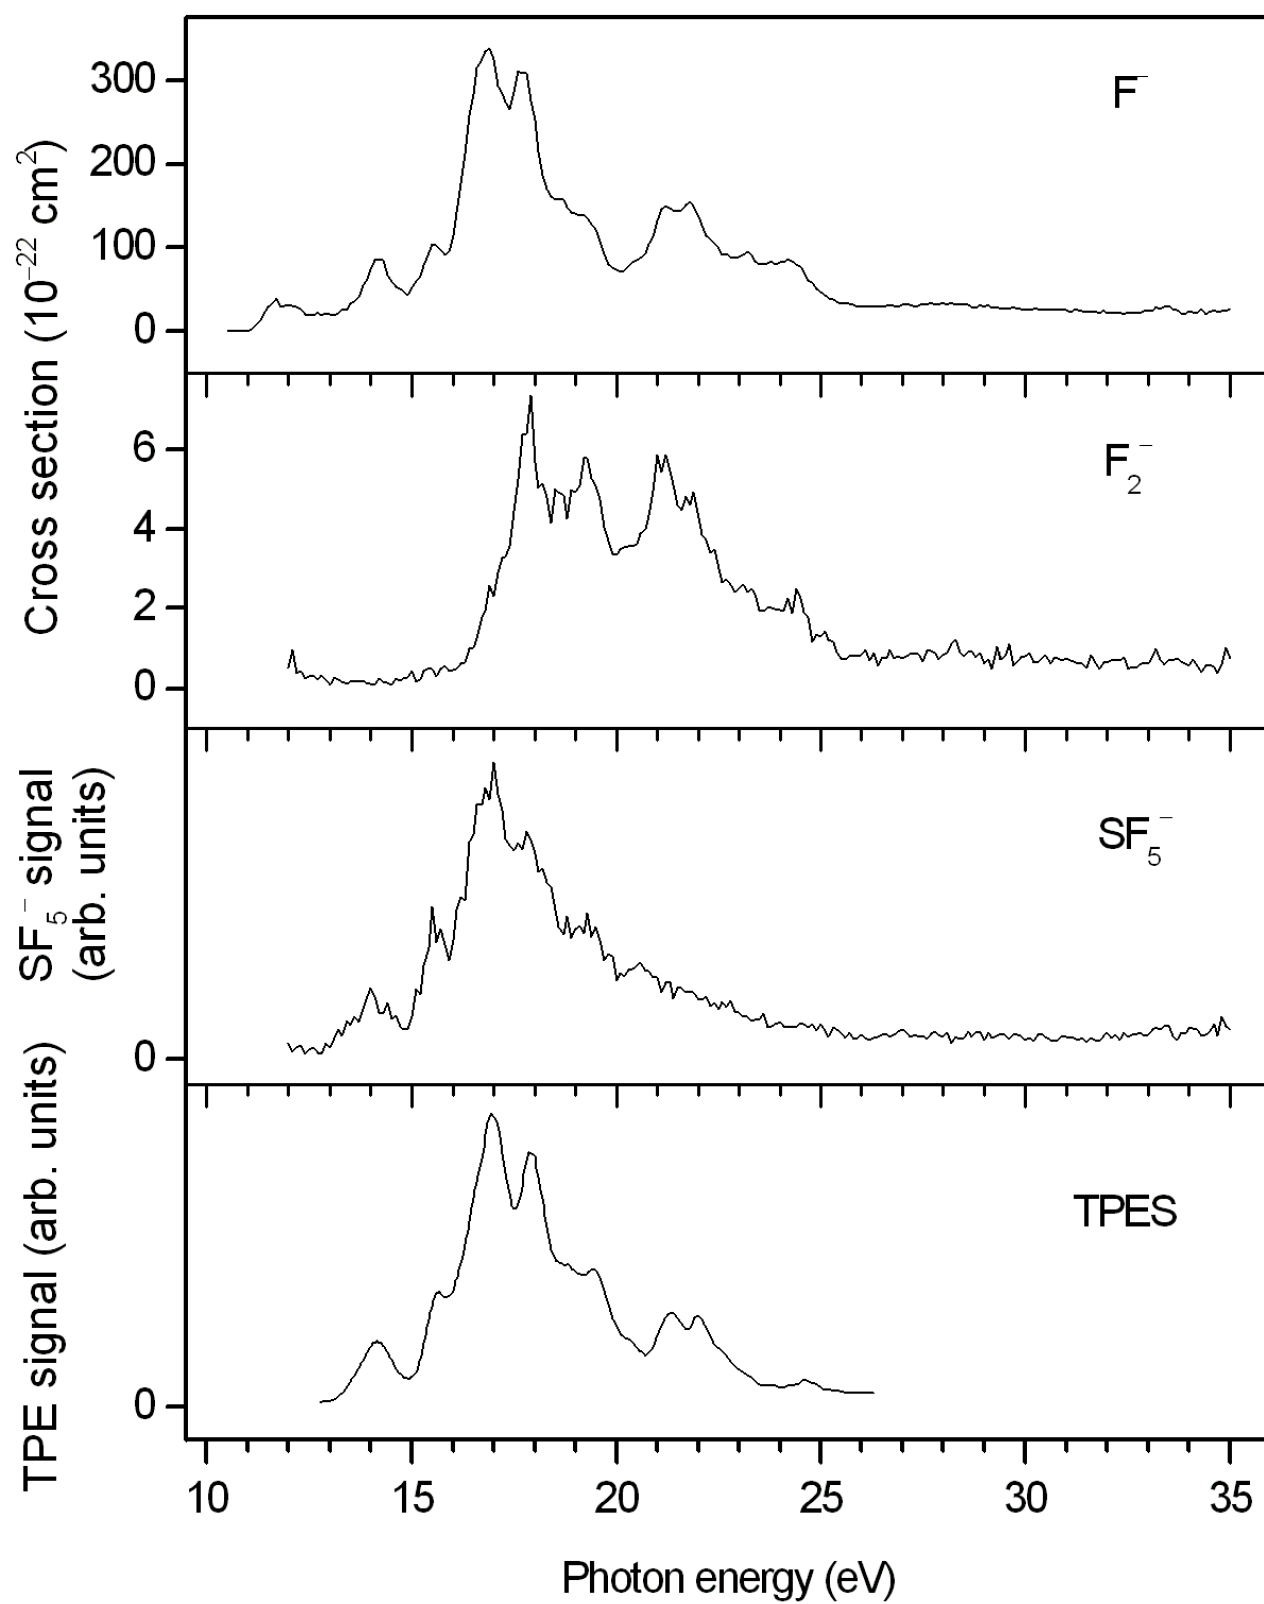 Cross section (10⁻²² cm²)
300
200
100
0
F⁻
6
4
2
0
F₂⁻
SF₅⁻ signal
(arb. units)
0
SF₅⁻
TPE signal (arb. units)
0
TPES
10 15 20 25 30 35
Photon energy (eV)